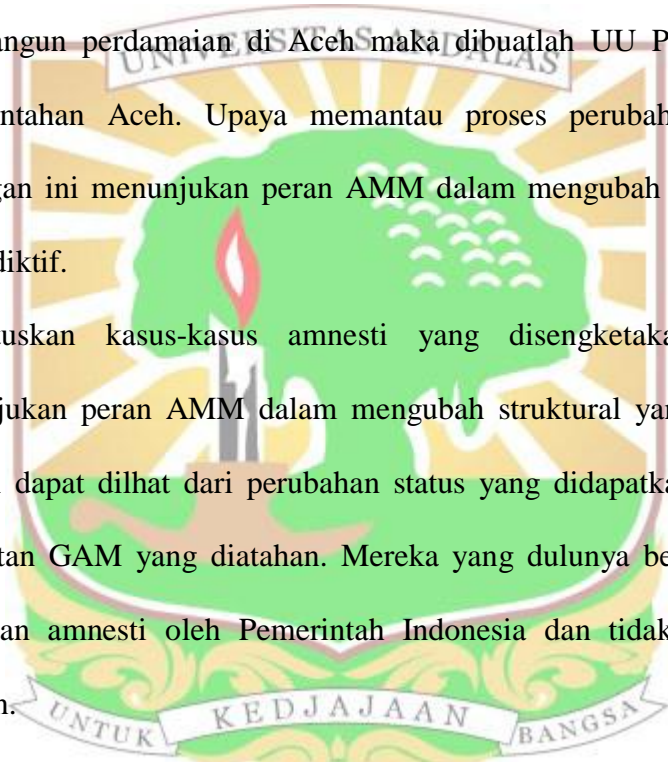 angun perdamaian di Aceh maka dibuatlah UU P
UNIVERSITAS ANDALAS
ntahan Aceh. Upaya memantau proses perubah
gan ini menunjukan peran AMM dalam mengubah
diktif.
uskan kasus-kasus amnesti yang disengketaka
jukan peran AMM dalam mengubah struktural yan
dapat dilhat dari perubahan status yang didapatka
tan GAM yang diatahan. Mereka yang dulunya be
an amnesti oleh Pemerintah Indonesia dan tidak
n.
UNTUK KEDJAJAAN BANGSA